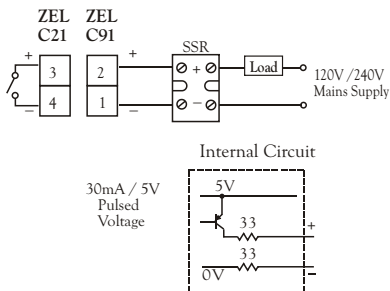 ZEL ZEL
C21 C91
SSR
+ + + Load
3 2
120V /240V
Mains Supply
4 1
– – –
Internal Circuit
30mA / 5V
Pulsed
Voltage
5V
33
+
33
0V
–